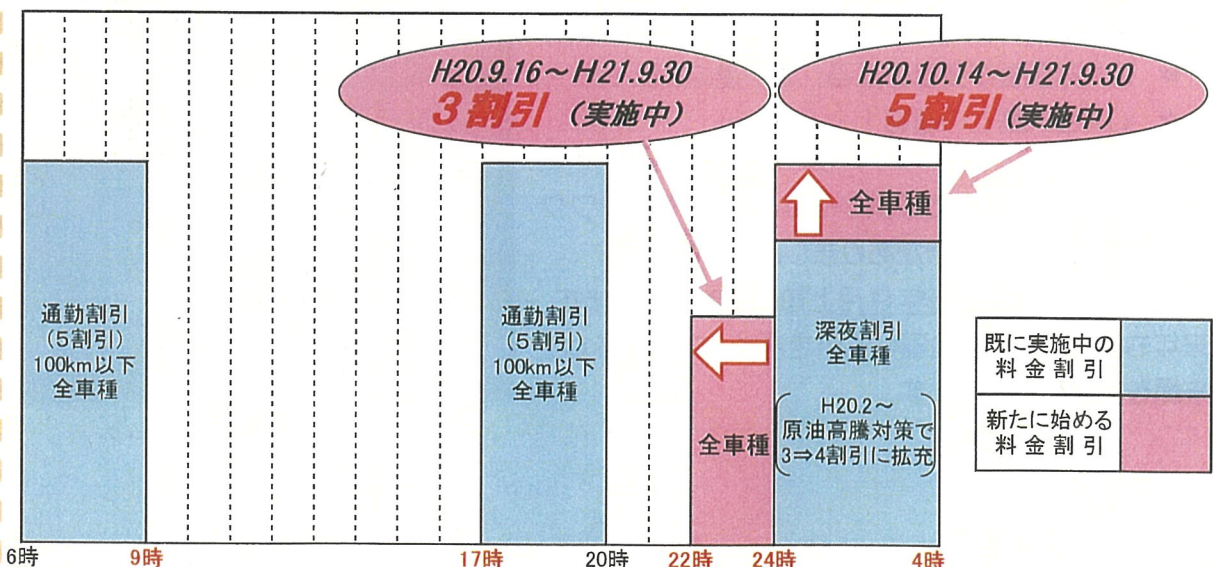 H20.9.16～H21.9.30
３割引（実施中）
H20.10.14～H21.9.30
５割引（実施中）
全車種
通勤割引
（5割引）
100km以下
全車種
通勤割引
（5割引）
100km以下
全車種
全車種
深夜割引
全車種
H20.2～
原油高騰対策で
3⇒4割引に拡充
既に実施中の
料金割引
新たに始める
料金割引
6時 9時 17時 20時 22時 24時 4時